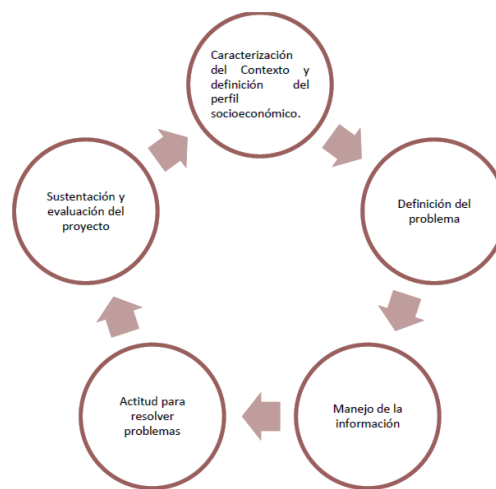 Caracterización
del Contexto y
definición del
perfil
socioeconómico.
Definición del
problema
Manejo de la
información
Actitud para
resolver
problemas
Sustentación y
evaluación del
proyecto